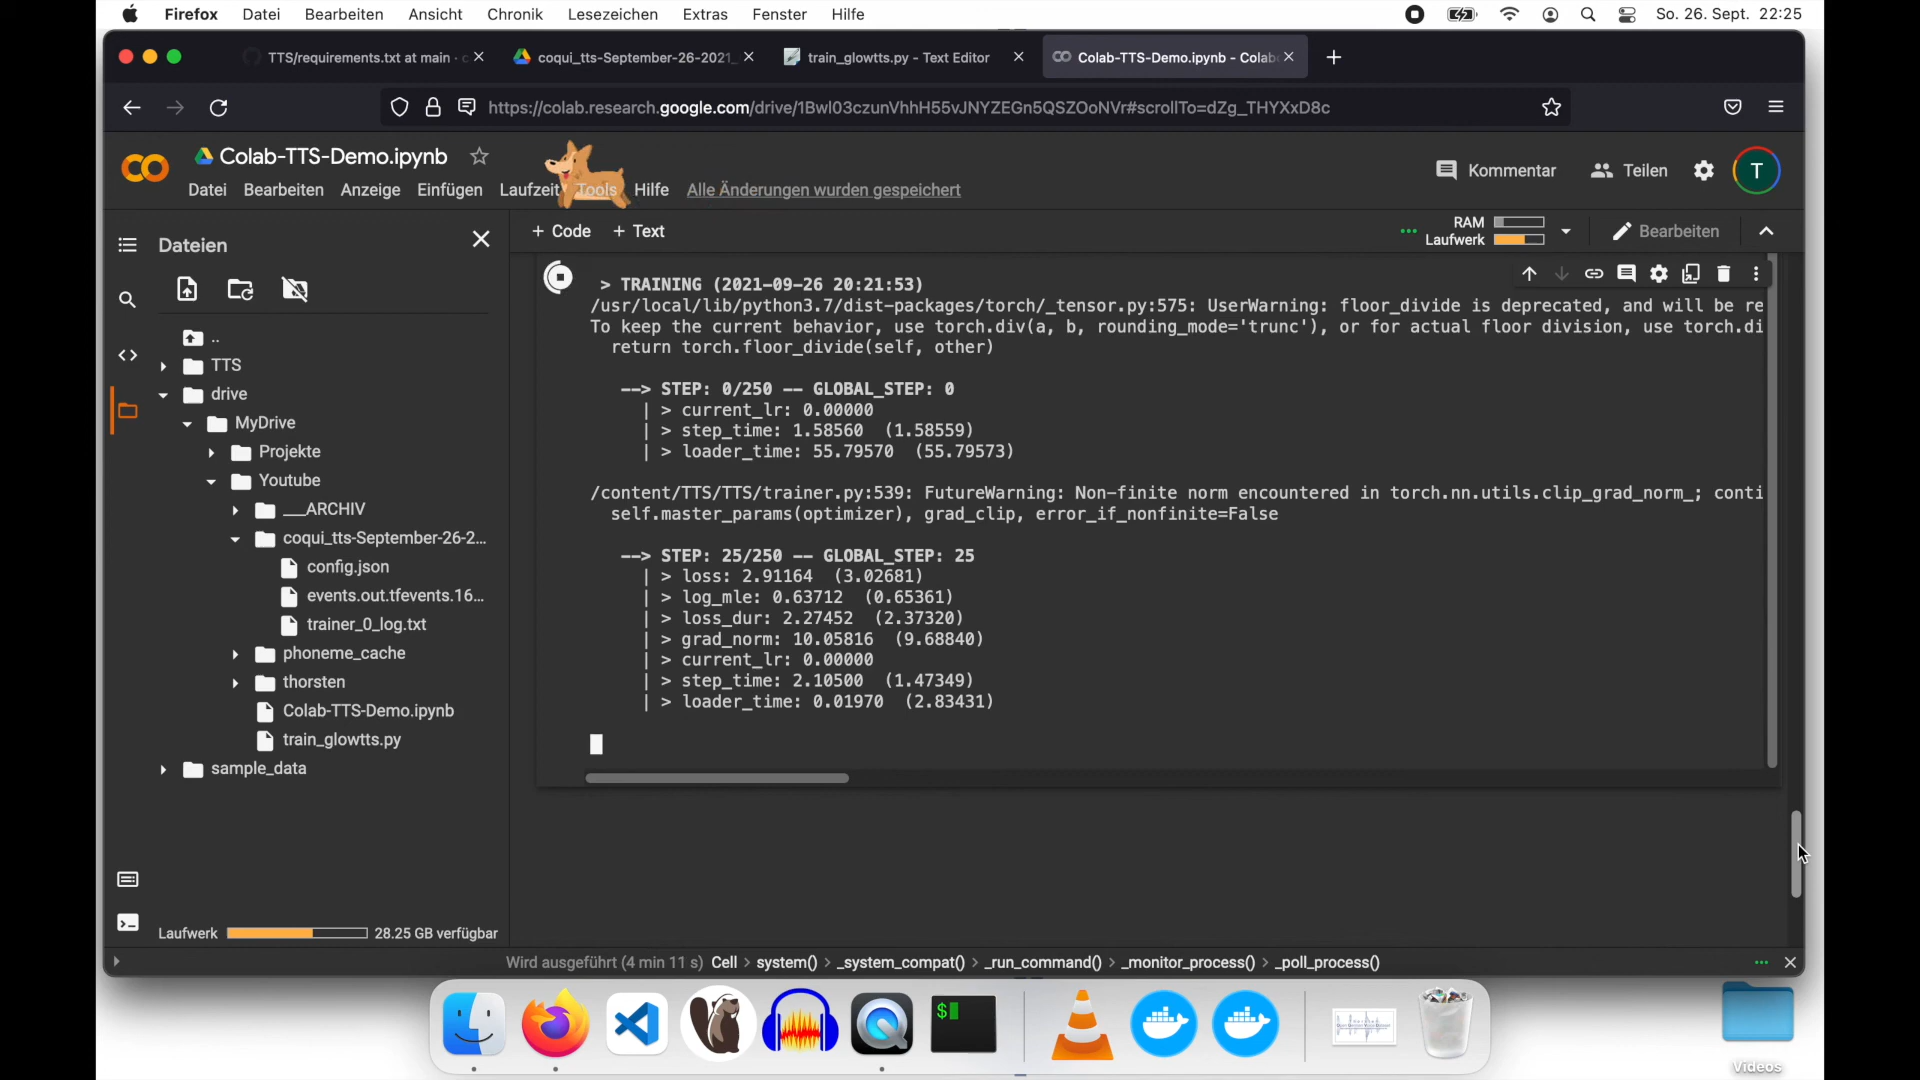 Firefox Datei Bearbeiten Ansicht Chronik Lesezeichen Extras Fenster Hilfe So. 26. Sept. 22:25
TTS/requirements.txt at main · c coqui_tts-September-26-2021_ train_glowtts.py - Text Editor Colab-TTS-Demo.ipynb - Colab
https://colab.research.google.com/drive/1Bwl03czunVhhH55vJNYZEGn5QSZOoNVr#scrollTo=dZg_THYXxD8c
Colab-TTS-Demo.ipynb
Kommentar Teilen T
Datei Bearbeiten Anzeige Einfügen Laufzeit Tools Hilfe Alle Änderungen wurden gespeichert
Dateien
+ Code + Text
RAM
Laufwerk
Bearbeiten
..
TTS
drive
MyDrive
Projekte
Youtube
___ARCHIV
coqui_tts-September-26-2...
config.json
events.out.tfevents.16...
trainer_0_log.txt
phoneme_cache
thorsten
Colab-TTS-Demo.ipynb
train_glowtts.py
sample_data
Laufwerk 28.25 GB verfügbar
> TRAINING (2021-09-26 20:21:53)
/usr/local/lib/python3.7/dist-packages/torch/_tensor.py:575: UserWarning: floor_divide is deprecated, and will be re
To keep the current behavior, use torch.div(a, b, rounding_mode='trunc'), or for actual floor division, use torch.di
return torch.floor_divide(self, other)
--> STEP: 0/250 -- GLOBAL_STEP: 0
| > current_lr: 0.00000
| > step_time: 1.58560 (1.58559)
| > loader_time: 55.79570 (55.79573)
/content/TTS/TTS/trainer.py:539: FutureWarning: Non-finite norm encountered in torch.nn.utils.clip_grad_norm_; conti
self.master_params(optimizer), grad_clip, error_if_nonfinite=False
--> STEP: 25/250 -- GLOBAL_STEP: 25
| > loss: 2.91164 (3.02681)
| > log_mle: 0.63712 (0.65361)
| > loss_dur: 2.27452 (2.37320)
| > grad_norm: 10.05816 (9.68840)
| > current_lr: 0.00000
| > step_time: 2.10500 (1.47349)
| > loader_time: 0.01970 (2.83431)
Wird ausgeführt (4 min 11 s) Cell > system() > _system_compat() > _run_command() > _monitor_process() > _poll_process()
$
Videos